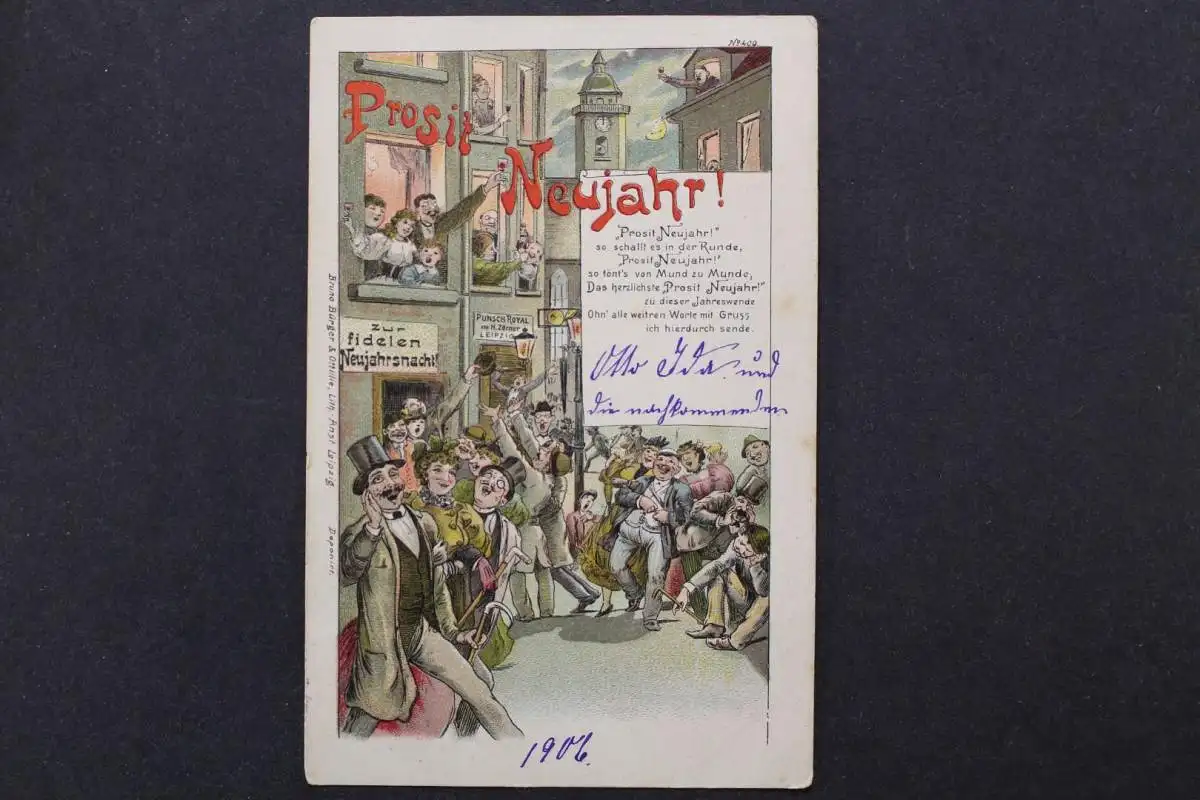 No 409
Prosit
Neujahr!
„Prosit Neujahr!"
so schallt es in der Runde,
"Prosit Neujahr!"
so tönt's von Mund zu Munde,
Das herzlichste „Prosit Neujahr!"
zu dieser Jahreswende
Ohn' alle weitren Worte mit Gruss
ich hierdurch sende.
Otto Ida und
die nachkommenden
PUNSCH ROYAL
LEIPZIG
zur
fidelen
Neujahrsnacht!
Bruno Bürger & Ottillie, Lith. Anst. Leipzig
Deponirt.
1906.